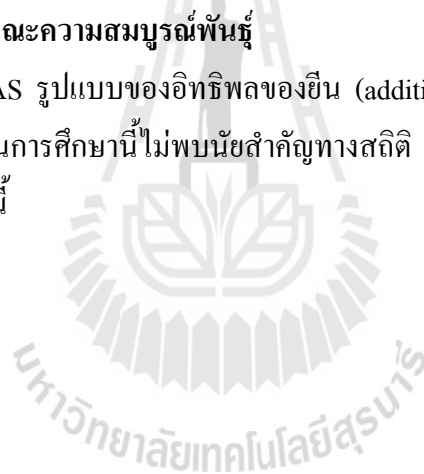 ณะความสมบูรณ์พันธุ์
AS รูปแบบของอิทธิพลของยีน (additi
นการศึกษานี้ไม่พบนัยสำคัญทางสถิติ
นี้
มหาวิทยาลัยเทคโนโลยีสุรนารี